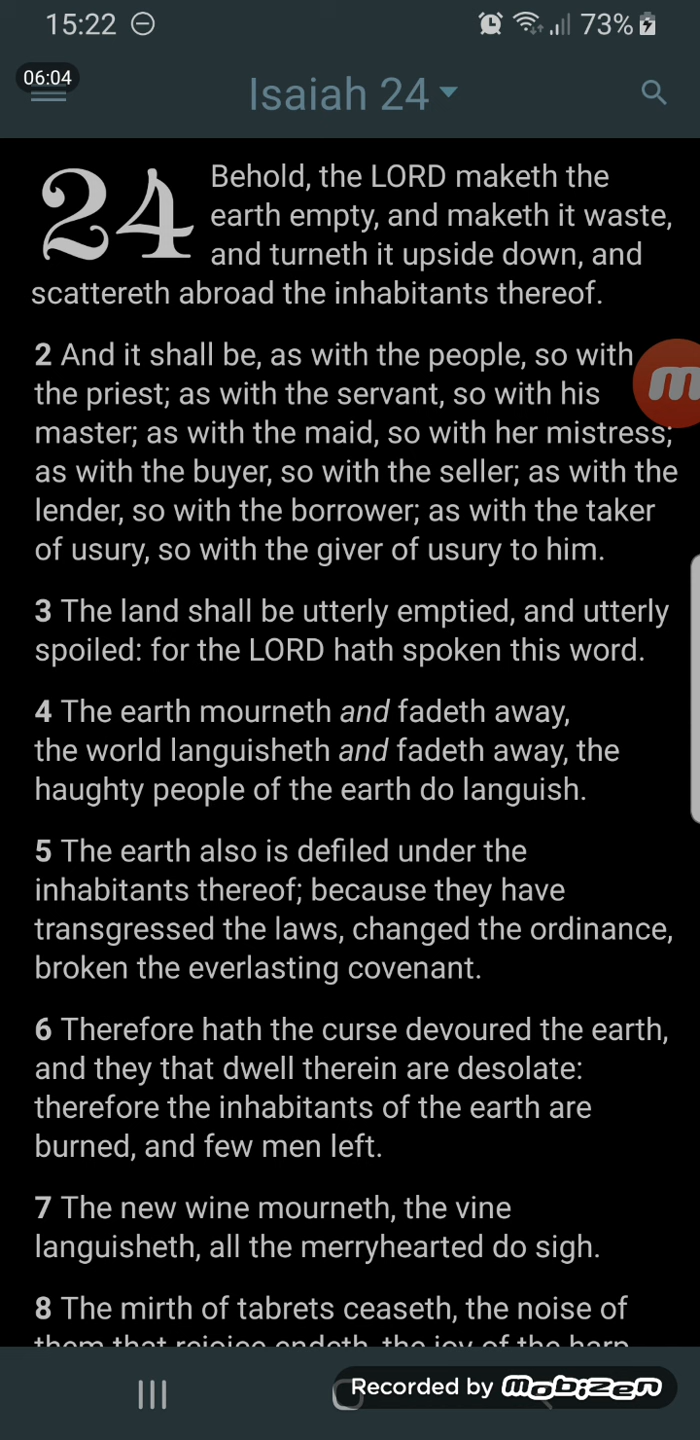 15:22 73%
06:04
Isaiah 24
24 Behold, the LORD maketh the
earth empty, and maketh it waste,
and turneth it upside down, and
scattereth abroad the inhabitants thereof.
2 And it shall be, as with the people, so with
the priest; as with the servant, so with his
master; as with the maid, so with her mistress;
as with the buyer, so with the seller; as with the
lender, so with the borrower; as with the taker
of usury, so with the giver of usury to him.
3 The land shall be utterly emptied, and utterly
spoiled: for the LORD hath spoken this word.
4 The earth mourneth and fadeth away,
the world languisheth and fadeth away, the
haughty people of the earth do languish.
5 The earth also is defiled under the
inhabitants thereof; because they have
transgressed the laws, changed the ordinance,
broken the everlasting covenant.
6 Therefore hath the curse devoured the earth,
and they that dwell therein are desolate:
therefore the inhabitants of the earth are
burned, and few men left.
7 The new wine mourneth, the vine
languisheth, all the merryhearted do sigh.
8 The mirth of tabrets ceaseth, the noise of
them that rejoice endeth, the joy of the harp
Recorded by mobizen